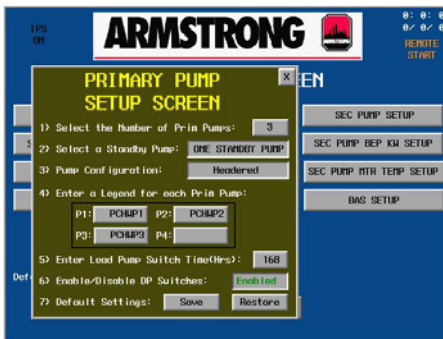 IPS
ON
ARMSTRONG
ARMSTRONG
0: 0: 0
0/ 0/ 0
REMOTE
START
PRIMARY PUMP
SETUP SCREEN
X
EEN
1) Select the Number of Prim Pumps: 3
2) Select a Standby Pump: ONE STANDBY PUMP
3) Pump Configuration: Headered
4) Enter a Legend for each Prim Pump:
P1: PCHWP1 P2: PCHWP2
P3: PCHWP3 P4:
5) Enter Lead Pump Switch Time(Hrs): 168
6) Enable/Disable DP Switches: Enabled
7) Default Settings: Save Restore
SEC PUMP SETUP
SEC PUMP BEP KW SETUP
SEC PUMP MTR TEMP SETUP
BAS SETUP
Def